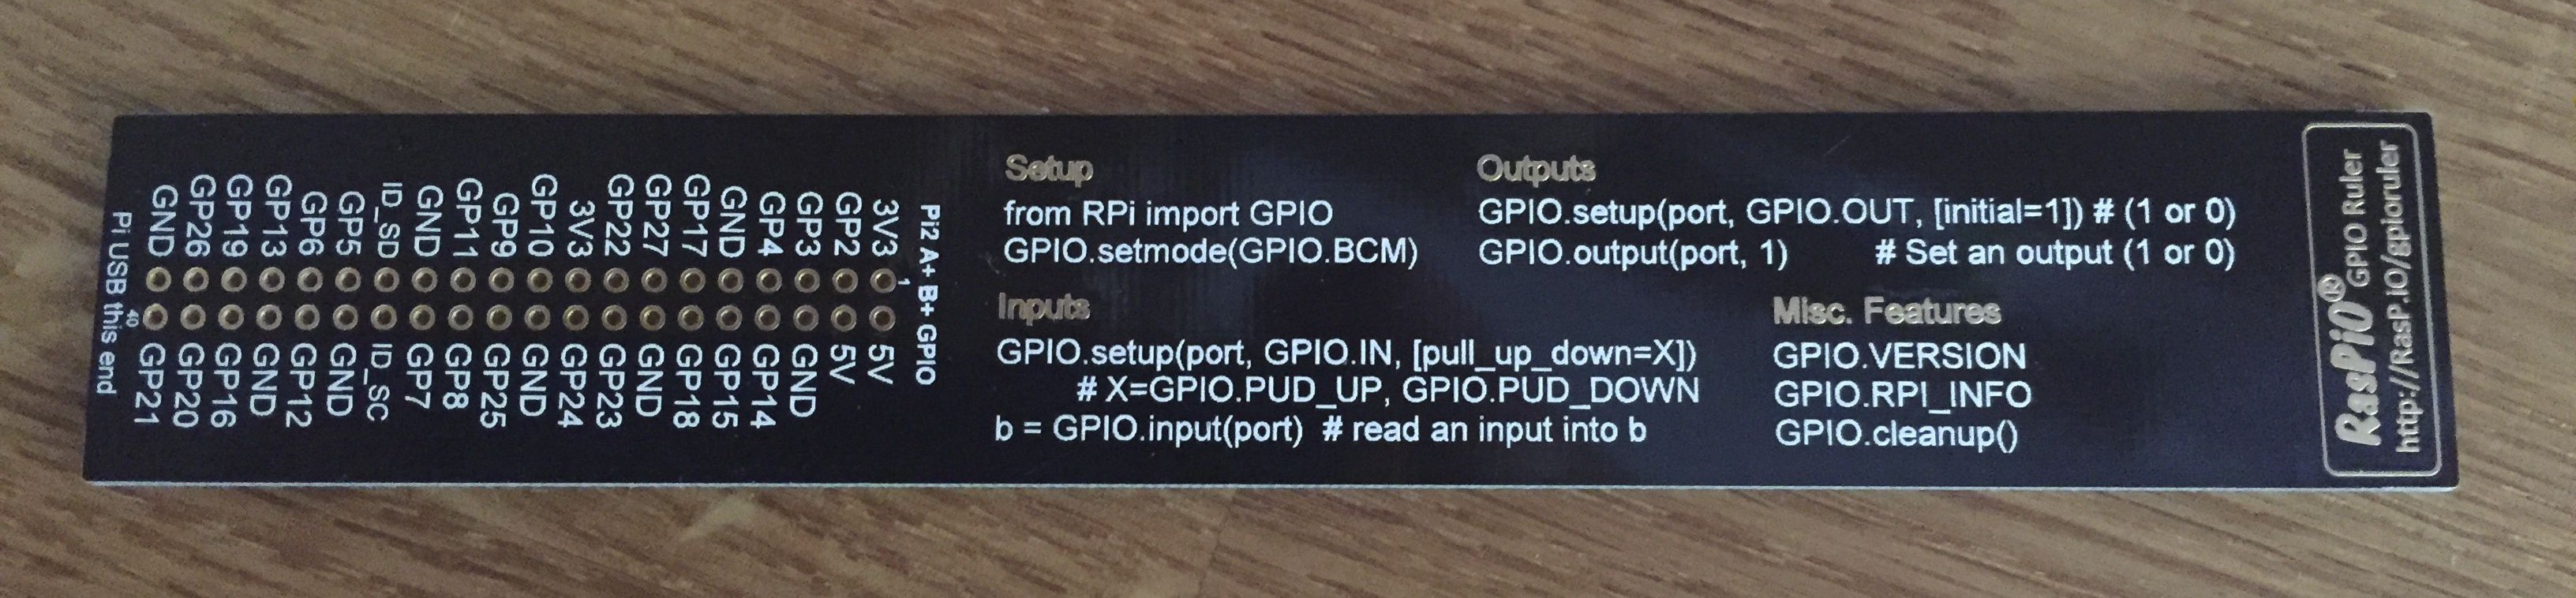 Pi USB this end
GND
GP26
GP19
GP13
GP6
GP5
ID_SD
GND
GP11
GP9
GP10
3V3
GP22
GP27
GP17
GND
GP4
GP3
GP2
3V3
40
1
GP21
GP20
GP16
GND
GP12
GND
ID_SC
GP7
GP8
GP25
GND
GP24
GP23
GND
GP18
GP15
GP14
GND
5V
5V
Pi2 A+ B+ GPIO
Setup
from RPi import GPIO
GPIO.setmode(GPIO.BCM)
Outputs
GPIO.setup(port, GPIO.OUT, [initial=1]) # (1 or 0)
GPIO.output(port, 1) # Set an output (1 or 0)
Inputs
GPIO.setup(port, GPIO.IN, [pull_up_down=X])
# X=GPIO.PUD_UP, GPIO.PUD_DOWN
b = GPIO.input(port) # read an input into b
Misc. Features
GPIO.VERSION
GPIO.RPI_INFO
GPIO.cleanup()
RasPiO® GPIO Ruler
http://RasP.iO/gpioruler